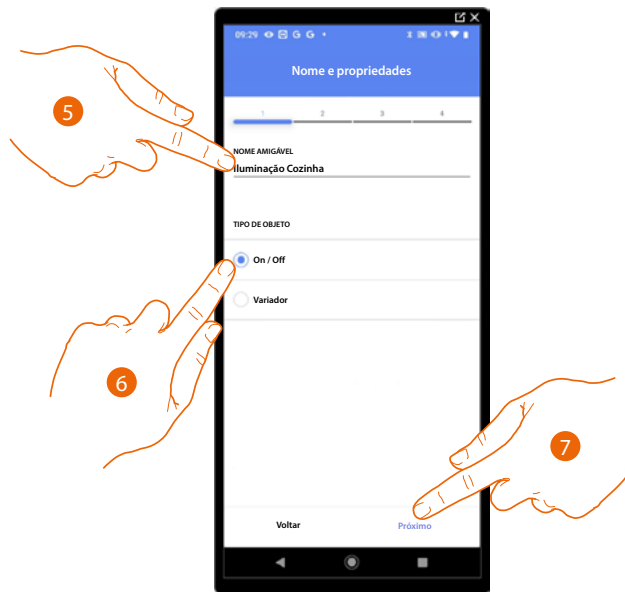 09:29 G G
Nome e propriedades
1 2 3 4
NOME AMIGÁVEL
Iluminação Cozinha
TIPO DE OBJETO
On / Off
Variador
Voltar Próximo
5
6
7